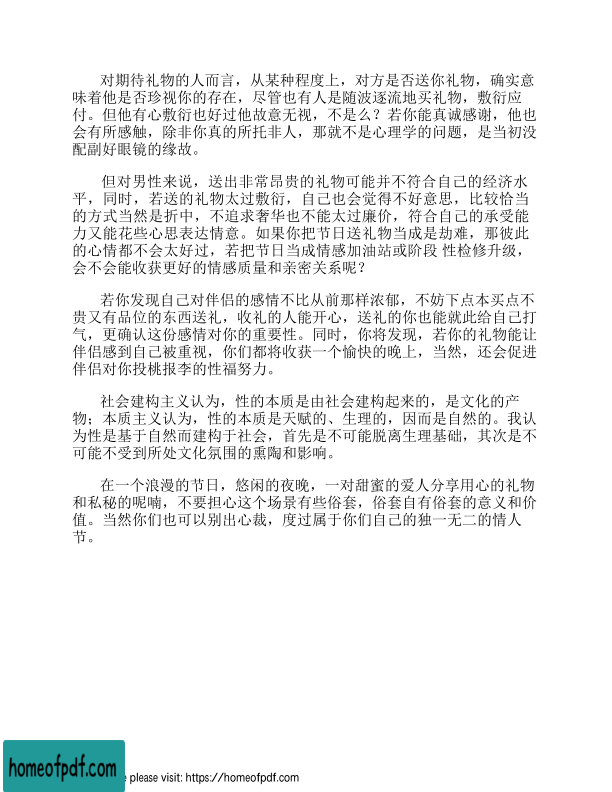 对期待礼物的人而言，从某种程度上，对方是否送你礼物，确实意
味着他是否珍视你的存在，尽管也有人是随波逐流地买礼物，敷衍应
付。但他有心敷衍也好过他故意无视，不是么？若你能真诚感谢，他也
会有所感触，除非你真的所托非人，那就不是心理学的问题，是当初没
配副好眼镜的缘故。
但对男性来说，送出非常昂贵的礼物可能并不符合自己的经济水
平，同时，若送的礼物太过敷衍，自己也会觉得不好意思，比较恰当
的方式当然是折中，不追求奢华也不能太过廉价，符合自己的承受能
力又能花些心思表达情意。如果你把节日送礼物当成是劫难，那彼此
的心情都不会太好过，若把节日当成情感加油站或阶段 性检修升级，
会不会能收获更好的情感质量和亲密关系呢？
若你发现自己对伴侣的感情不比从前那样浓郁，不妨下点本买点不
贵又有品位的东西送礼，收礼的人能开心，送礼的你也能就此给自己打
气，更确认这份感情对你的重要性。同时，你将发现，若你的礼物能让
伴侣感到自己被重视，你们都将收获一个愉快的晚上，当然，还会促进
伴侣对你投桃报李的性福努力。
社会建构主义认为，性的本质是由社会建构起来的，是文化的产
物；本质主义认为，性的本质是天赋的、生理的，因而是自然的。我认
为性是基于自然而建构于社会，首先是不可能脱离生理基础，其次是不
可能不受到所处文化氛围的熏陶和影响。
在一个浪漫的节日，悠闲的夜晚，一对甜蜜的爱人分享用心的礼物
和私秘的呢喃，不要担心这个场景有些俗套，俗套自有俗套的意义和价
值。当然你们也可以别出心裁，度过属于你们自己的独一无二的情人
节。
homeofpdf.com
e please visit: https://homeofpdf.com